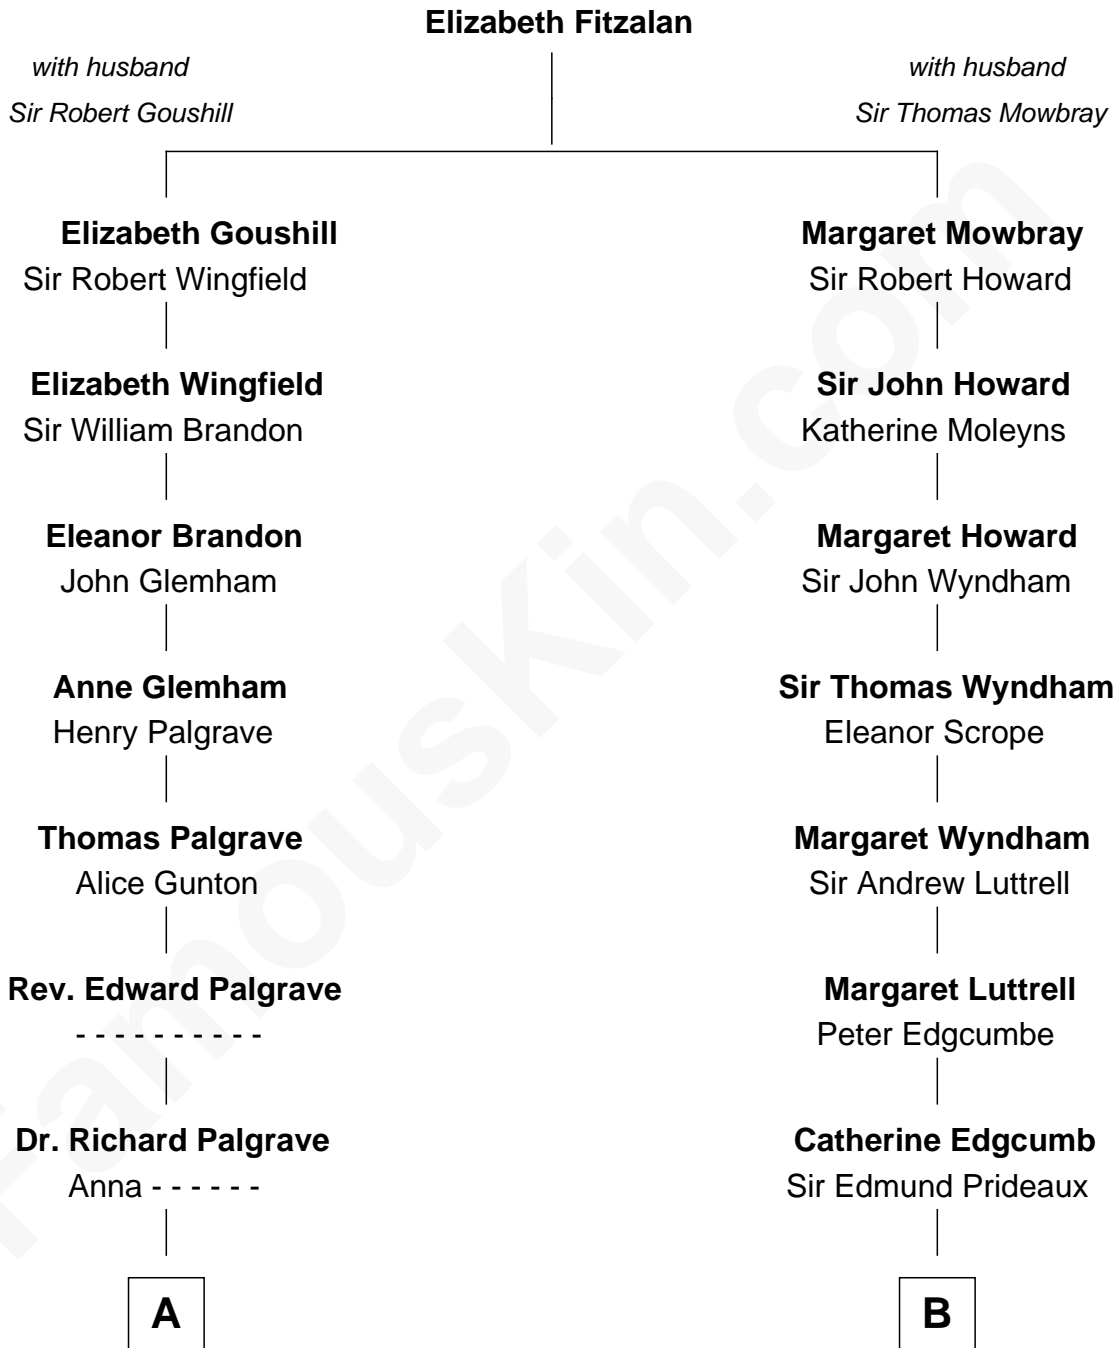 Elizabeth Fitzalan
with husband
Sir Robert Goushill
with husband
Sir Thomas Mowbray
Elizabeth Goushill
Sir Robert Wingfield
Margaret Mowbray
Sir Robert Howard
Elizabeth Wingfield
Sir William Brandon
Sir John Howard
Katherine Moleyns
Eleanor Brandon
John Glemham
Margaret Howard
Sir John Wyndham
Anne Glemham
Henry Palgrave
Sir Thomas Wyndham
Eleanor Scrope
Thomas Palgrave
Alice Gunton
Margaret Wyndham
Sir Andrew Luttrell
Rev. Edward Palgrave
- - - - - - - - - -
Margaret Luttrell
Peter Edgcumbe
Dr. Richard Palgrave
Anna - - - - - -
Catherine Edgcumb
Sir Edmund Prideaux
A
B
FamousKin.com